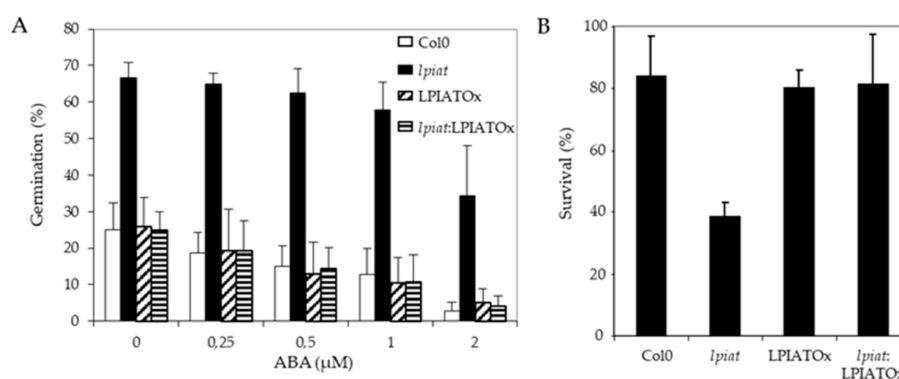 A
Germination (%)
80
70
60
50
40
30
20
10
0
0 0,25 0,5 1 2
ABA (µM)
Col0
lpiat
LPIATOx
lpiat:LPIATOx
B
Survival (%)
100
80
60
40
20
0
Col0 lpiat LPIATOx lpiat:
LPIATOx